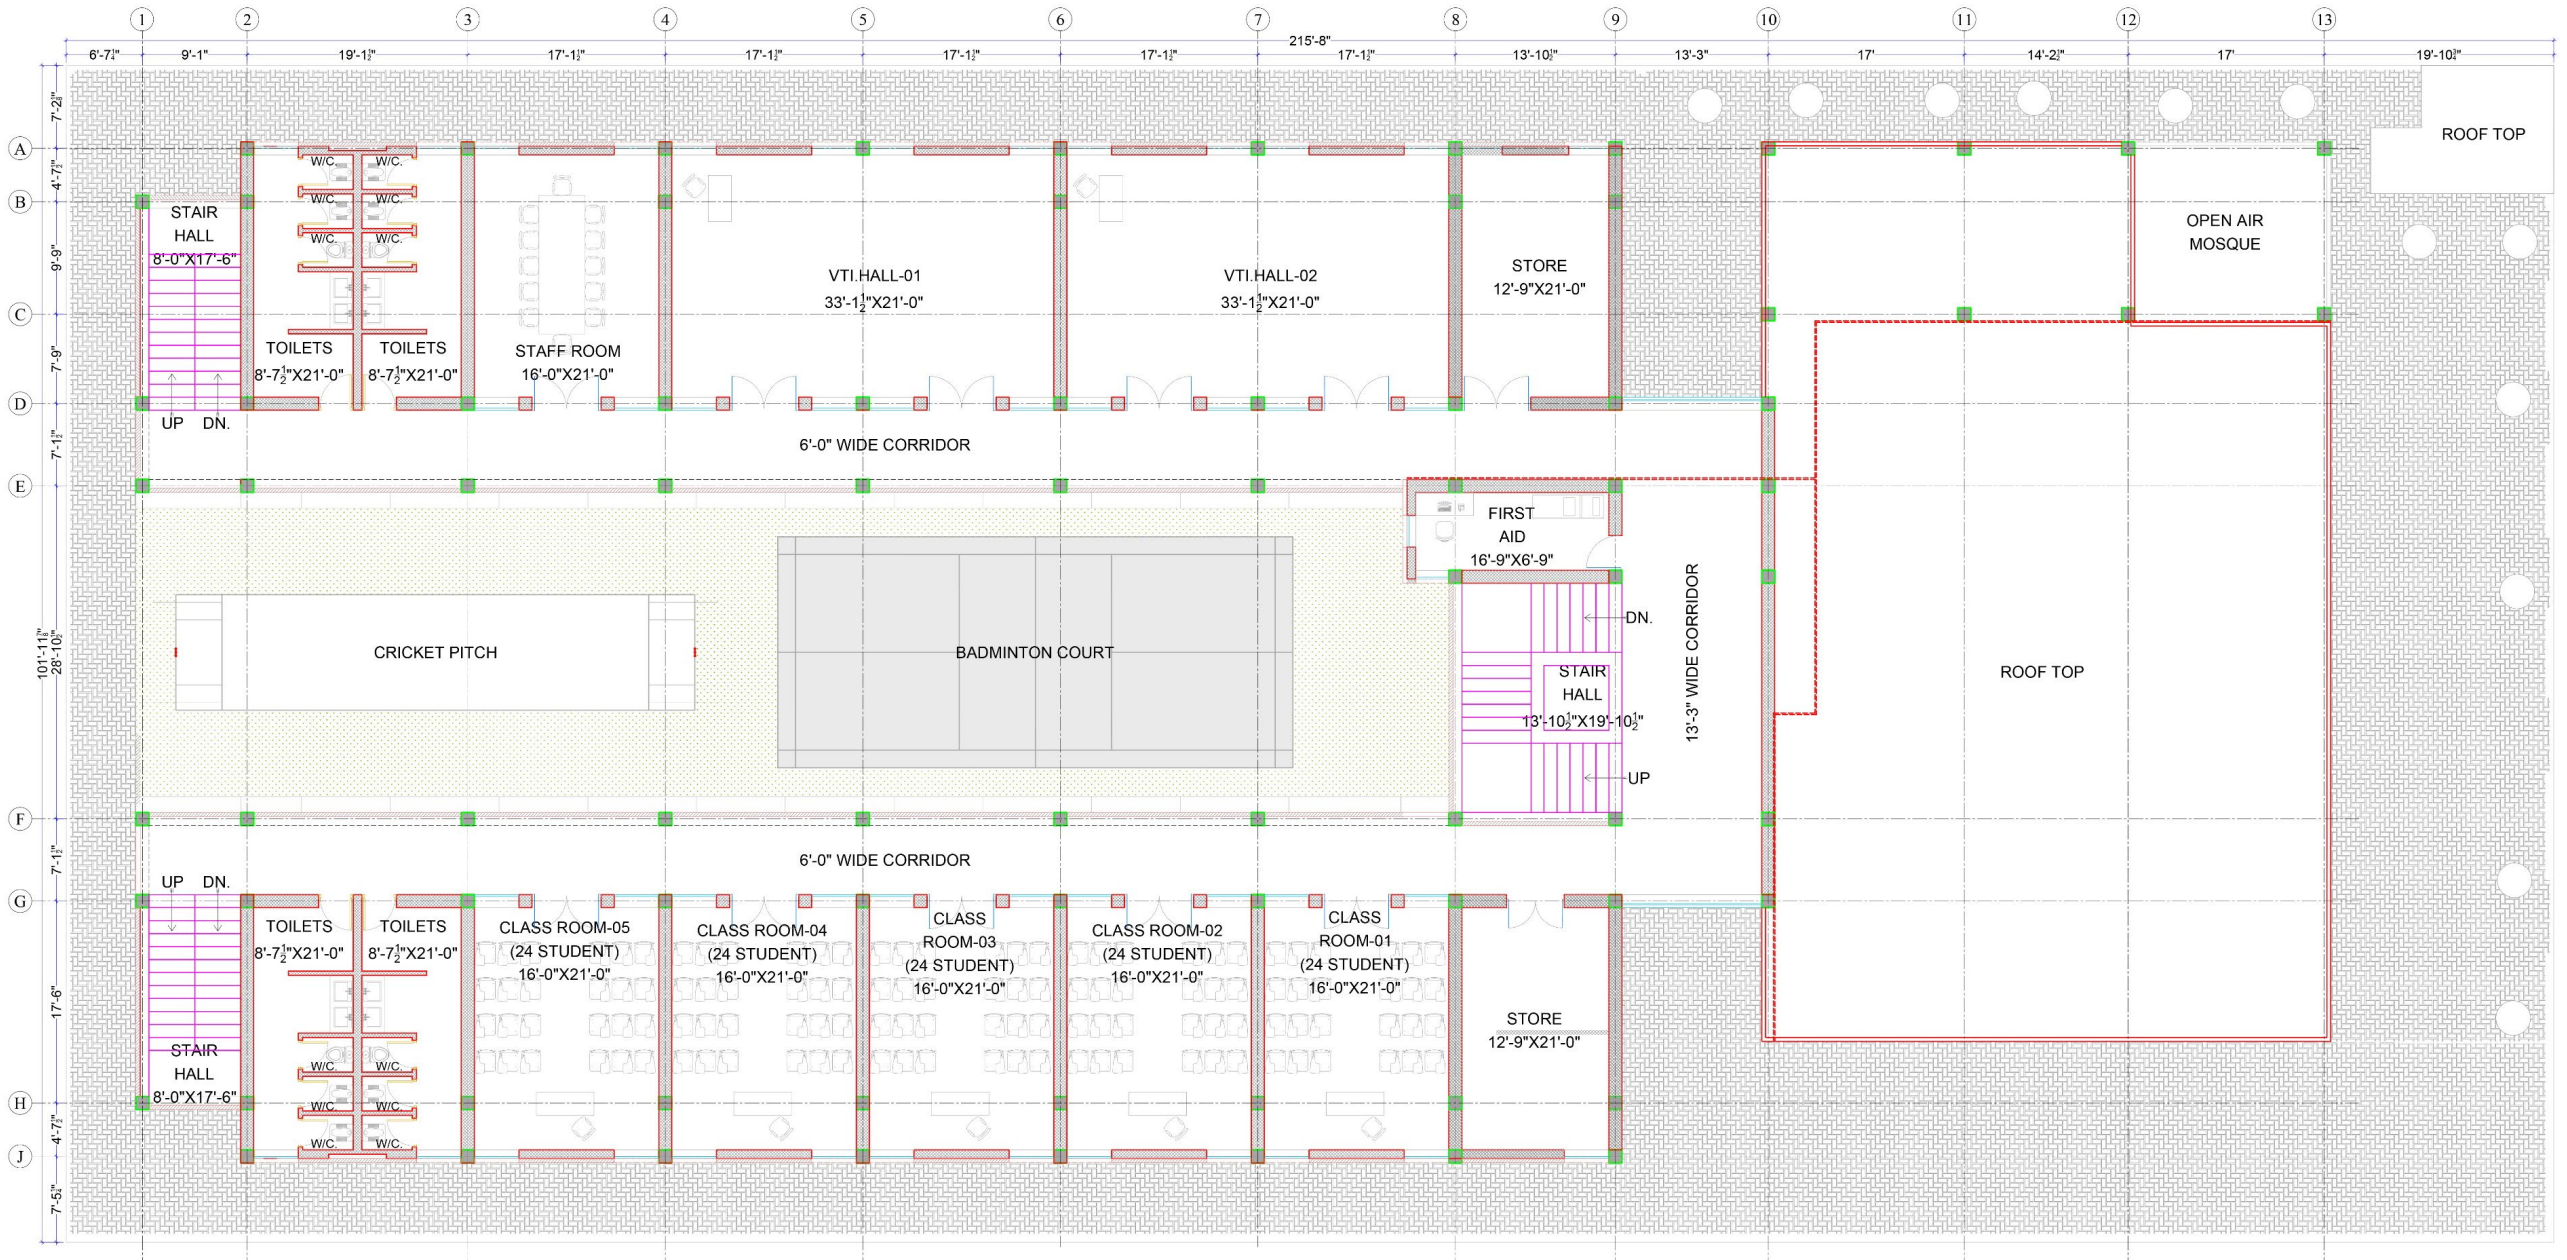 1 2 3 4 5 6 7 8 9 10 11 12 13
215'-8"
6'-7¼" 9'-1" 19'-1½" 17'-1½" 17'-1½" 17'-1½" 17'-1½" 17'-1½" 13'-10½" 13'-3" 17' 14'-2½" 17' 19'-10¾"
A
B
C
D
E
F
G
H
J
4'-7½"
9'-9"
7'-9"
7'-1½"
28'-10½"
7'-1½"
17'-6"
4'-7½"
ROOF TOP
W/C. W/C.
W/C. W/C.
W/C. W/C.
STAIR
HALL
8'-0"X17'-6"
UP DN.
TOILETS
8'-7½"X21'-0"
TOILETS
8'-7½"X21'-0"
STAFF ROOM
16'-0"X21'-0"
VTI.HALL-01
33'-1½"X21'-0"
VTI.HALL-02
33'-1½"X21'-0"
STORE
12'-9"X21'-0"
OPEN AIR
MOSQUE
6'-0" WIDE CORRIDOR
FIRST
AID
16'-9"X6'-9"
CRICKET PITCH
BADMINTON COURT
DN.
STAIR
HALL
13'-10½"X19'-10½"
UP
13'-3" WIDE CORRIDOR
ROOF TOP
6'-0" WIDE CORRIDOR
UP DN.
STAIR
HALL
8'-0"X17'-6"
TOILETS
8'-7½"X21'-0"
TOILETS
8'-7½"X21'-0"
W/C. W/C.
W/C. W/C.
W/C. W/C.
CLASS ROOM-05
(24 STUDENT)
16'-0"X21'-0"
CLASS ROOM-04
(24 STUDENT)
16'-0"X21'-0"
CLASS
ROOM-03
(24 STUDENT)
16'-0"X21'-0"
CLASS ROOM-02
(24 STUDENT)
16'-0"X21'-0"
CLASS
ROOM-01
(24 STUDENT)
16'-0"X21'-0"
STORE
12'-9"X21'-0"